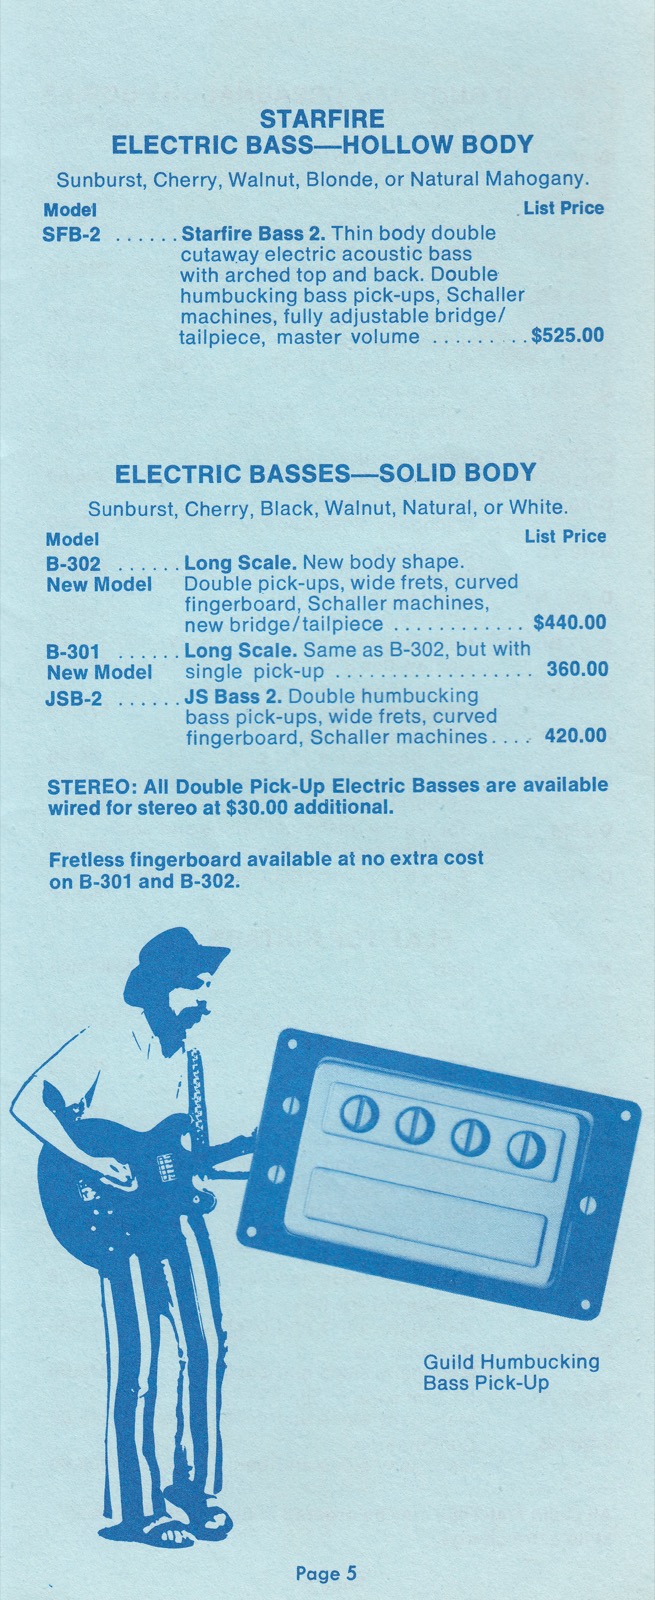 STARFIRE
ELECTRIC BASS—HOLLOW BODY
Sunburst, Cherry, Walnut, Blonde, or Natural Mahogany.
Model List Price
SFB-2 ...... Starfire Bass 2. Thin body double
cutaway electric acoustic bass
with arched top and back. Double
humbucking bass pick-ups, Schaller
machines, fully adjustable bridge/
tailpiece, master volume ......... $525.00
ELECTRIC BASSES—SOLID BODY
Sunburst, Cherry, Black, Walnut, Natural, or White.
Model List Price
B-302 ...... Long Scale. New body shape.
New Model Double pick-ups, wide frets, curved
fingerboard, Schaller machines,
new bridge/tailpiece ............ $440.00
B-301 ...... Long Scale. Same as B-302, but with
New Model single pick-up .................. 360.00
JSB-2 ...... JS Bass 2. Double humbucking
bass pick-ups, wide frets, curved
fingerboard, Schaller machines.... 420.00
STEREO: All Double Pick-Up Electric Basses are available
wired for stereo at $30.00 additional.
Fretless fingerboard available at no extra cost
on B-301 and B-302.
Guild Humbucking
Bass Pick-Up
Page 5